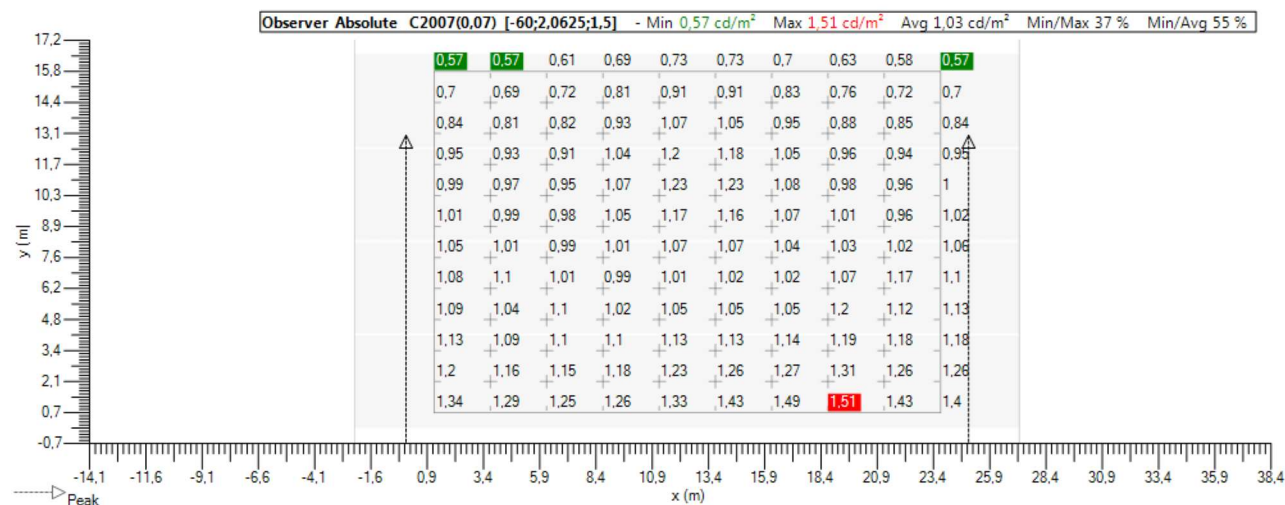 Observer Absolute C2007(0,07) [-60;2,0625;1,5] - Min 0,57 cd/m² Max 1,51 cd/m² Avg 1,03 cd/m² Min/Max 37 % Min/Avg 55 %
17,2
0,57 0,57 0,61 0,69 0,73 0,73 0,7 0,63 0,58 0,57
15,8
0,7 0,69 0,72 0,81 0,91 0,91 0,83 0,76 0,72 0,7
14,4
0,84 0,81 0,82 0,93 1,07 1,05 0,95 0,88 0,85 0,84
13,1
0,95 0,93 0,91 1,04 1,2 1,18 1,05 0,96 0,94 0,95
11,7
0,99 0,97 0,95 1,07 1,23 1,23 1,08 0,98 0,96 1
10,3
1,01 0,99 0,98 1,05 1,17 1,16 1,07 1,01 0,96 1,02
8,9
y (m)
1,05 1,01 0,99 1,01 1,07 1,07 1,04 1,03 1,02 1,06
7,6
1,08 1,1 1,01 0,99 1,01 1,02 1,02 1,07 1,17 1,1
6,2
1,09 1,04 1,1 1,02 1,05 1,05 1,05 1,2 1,12 1,13
4,8
1,13 1,09 1,1 1,1 1,13 1,13 1,14 1,19 1,18 1,18
3,4
1,2 1,16 1,15 1,18 1,23 1,26 1,27 1,31 1,26 1,26
2,1
1,34 1,29 1,25 1,26 1,33 1,43 1,49 1,51 1,43 1,4
0,7
-0,7
-14,1 -11,6 -9,1 -6,6 -4,1 -1,6 0,9 3,4 5,9 8,4 10,9 13,4 15,9 18,4 20,9 23,4 25,9 28,4 30,9 33,4 35,9 38,4
x (m)
Peak